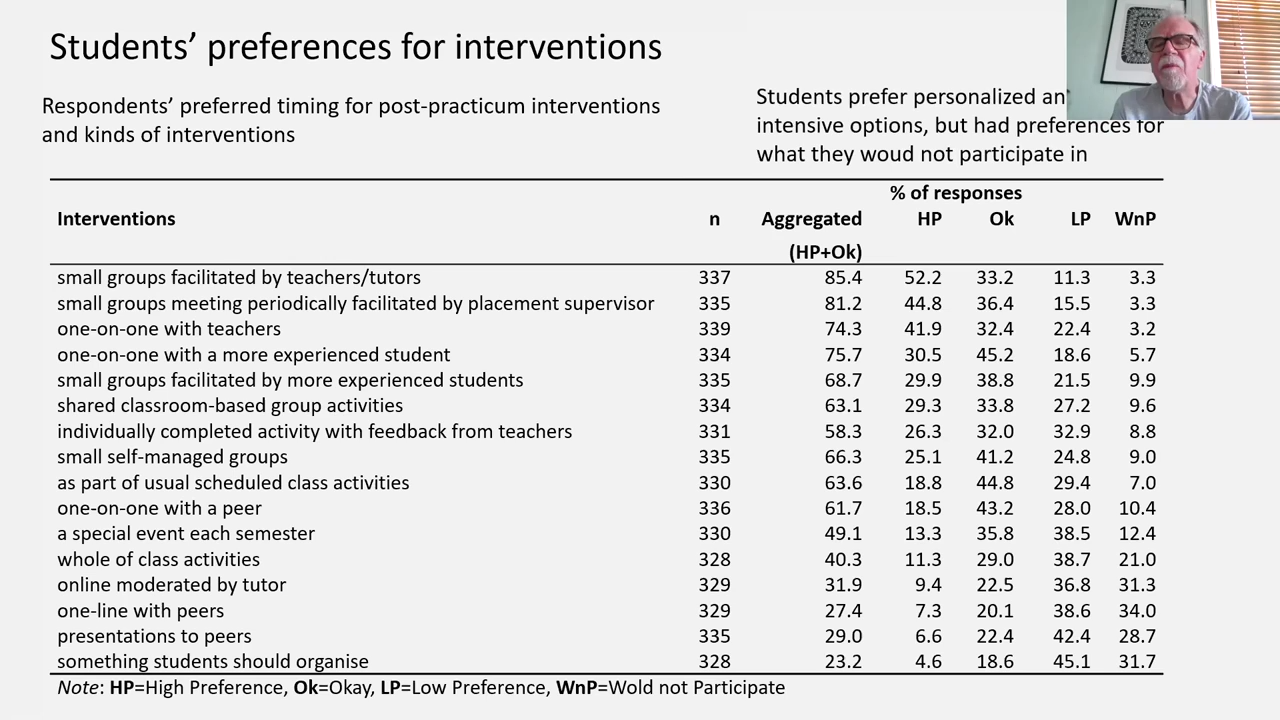 Students’ preferences for interventions
Respondents’ preferred timing for post-practicum interventions
and kinds of interventions
Students prefer personalized an
intensive options, but had preferences for
what they woud not participate in
% of responses
Interventions n Aggregated HP Ok LP WnP
(HP+Ok)
small groups facilitated by teachers/tutors 337 85.4 52.2 33.2 11.3 3.3
small groups meeting periodically facilitated by placement supervisor 335 81.2 44.8 36.4 15.5 3.3
one-on-one with teachers 339 74.3 41.9 32.4 22.4 3.2
one-on-one with a more experienced student 334 75.7 30.5 45.2 18.6 5.7
small groups facilitated by more experienced students 335 68.7 29.9 38.8 21.5 9.9
shared classroom-based group activities 334 63.1 29.3 33.8 27.2 9.6
individually completed activity with feedback from teachers 331 58.3 26.3 32.0 32.9 8.8
small self-managed groups 335 66.3 25.1 41.2 24.8 9.0
as part of usual scheduled class activities 330 63.6 18.8 44.8 29.4 7.0
one-on-one with a peer 336 61.7 18.5 43.2 28.0 10.4
a special event each semester 330 49.1 13.3 35.8 38.5 12.4
whole of class activities 328 40.3 11.3 29.0 38.7 21.0
online moderated by tutor 329 31.9 9.4 22.5 36.8 31.3
one-line with peers 329 27.4 7.3 20.1 38.6 34.0
presentations to peers 335 29.0 6.6 22.4 42.4 28.7
something students should organise 328 23.2 4.6 18.6 45.1 31.7
Note: HP=High Preference, Ok=Okay, LP=Low Preference, WnP=Wold not Participate